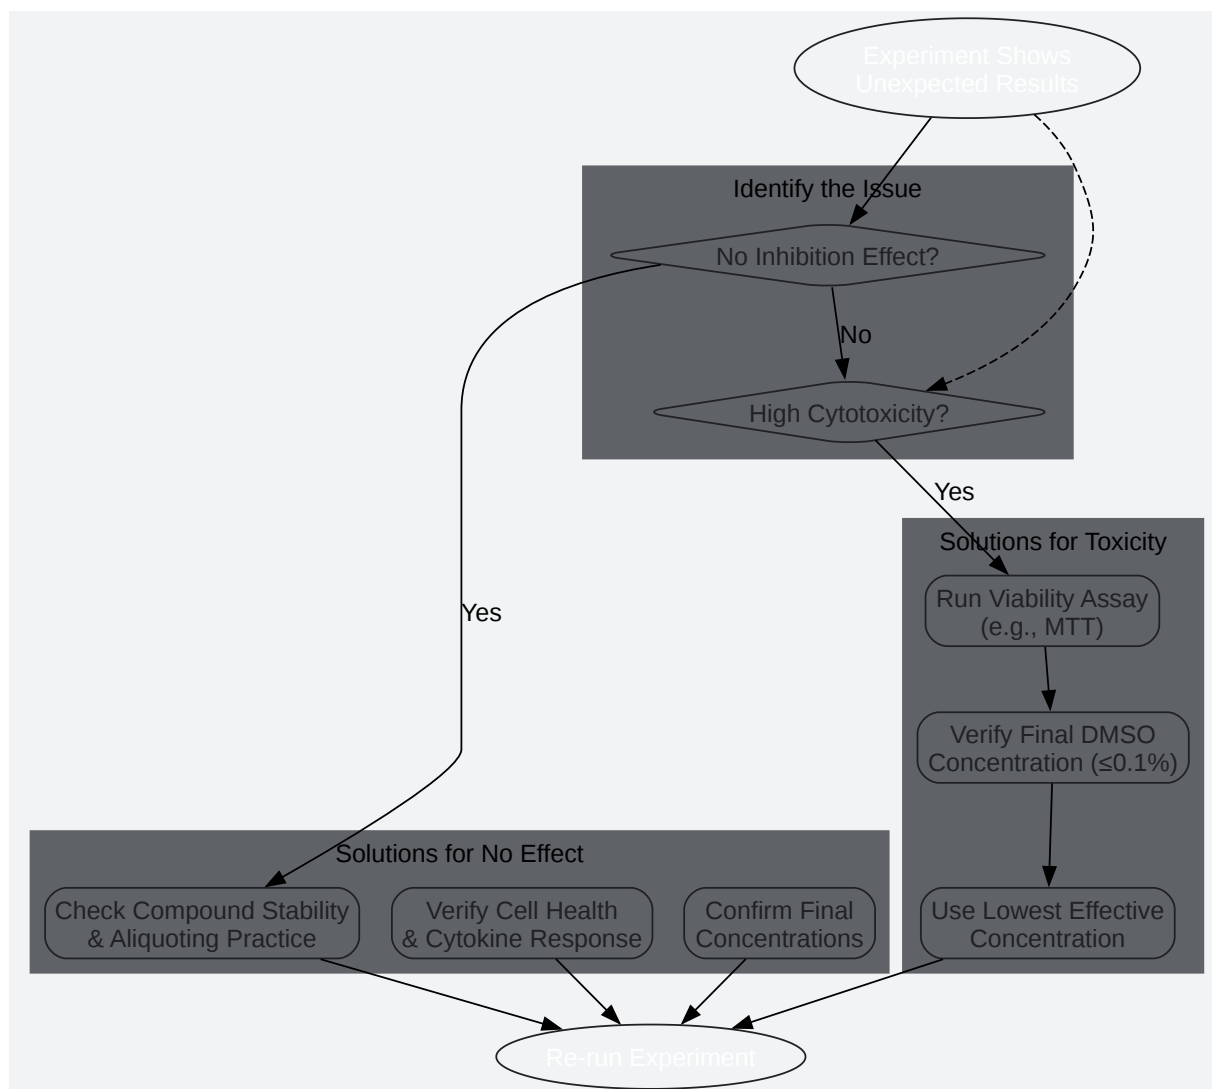 Experiment Shows
Unexpected Results
Identify the Issue
No Inhibition Effect?
No
High Cytotoxicity?
Yes
Solutions for Toxicity
Run Viability Assay
(e.g., MTT)
Yes
Verify Final DMSO
Concentration (≤0.1%)
Solutions for No Effect
Check Compound Stability
& Aliquoting Practice
Verify Cell Health
& Cytokine Response
Confirm Final
Concentrations
Use Lowest Effective
Concentration
Re-run Experiment